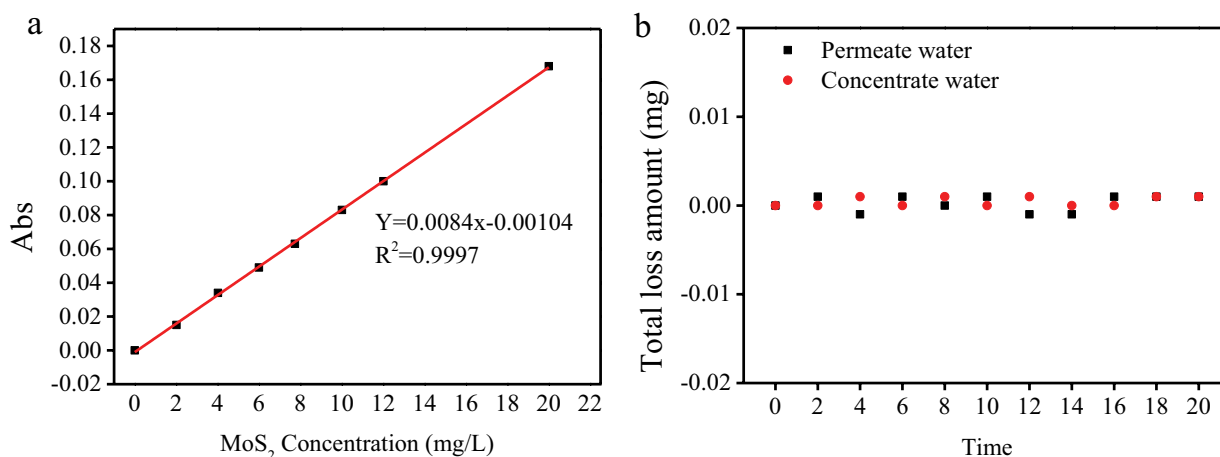 a
0.18
0.16
0.14
0.12
0.10
0.08
0.06
0.04
0.02
0.00
-0.02
Abs
Y=0.0084x-0.00104
R²=0.9997
0 2 4 6 8 10 12 14 16 18 20 22
MoS₂ Concentration (mg/L)
b
0.02
0.01
0.00
-0.01
-0.02
Total loss amount (mg)
Permeate water
Concentrate water
0 2 4 6 8 10 12 14 16 18 20
Time